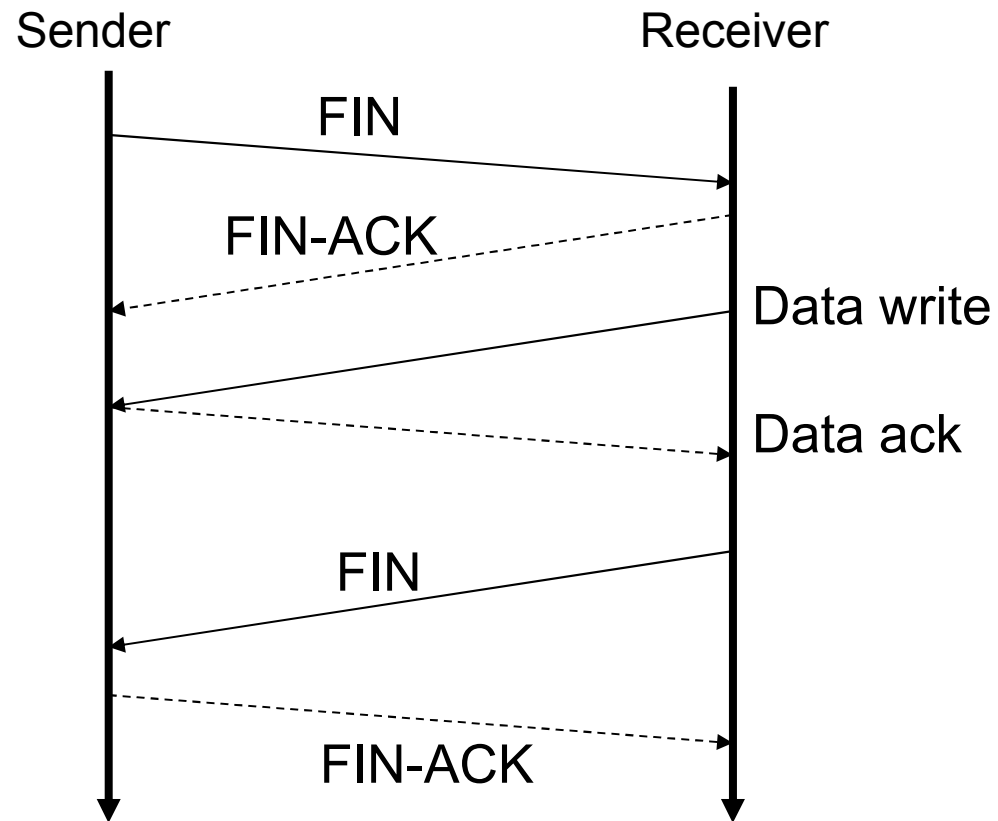 Sender
Receiver
FIN
FIN-ACK
Data write
Data ack
FIN
FIN-ACK